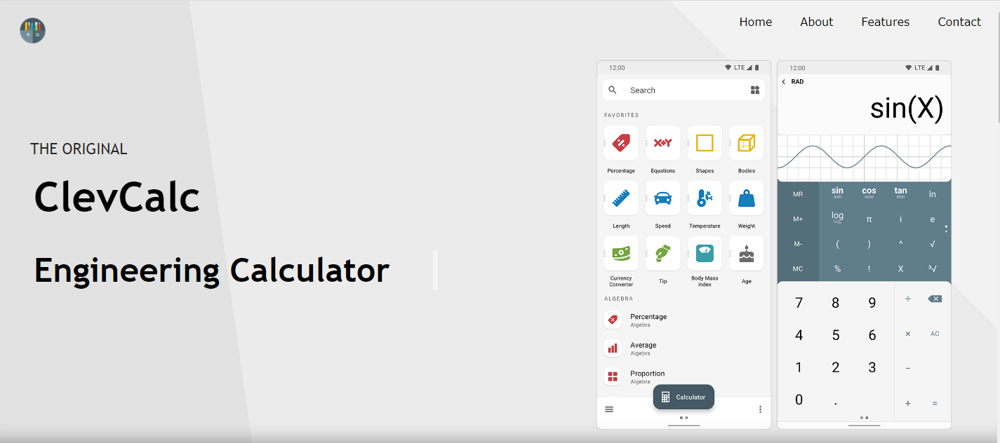 Home About Features Contact
THE ORIGINAL
ClevCalc
Engineering Calculator
12:00 LTE
Search
FAVORITES
X+Y
Percentage Equations Shapes Bodies
Length Speed Temperature Weight
Currency Converter Tip Body Mass Index Age
ALGEBRA
Percentage
Algebra
Average
Algebra
Proportion
Algebra
Calculator
12:00 LTE
RAD
sin(X)
MR sin cos tan ln
asin acos atan
M+ log π i e
M- ( ) ^ √
MC % ! X ³√
7 8 9 ÷
4 5 6 × AC
1 2 3 −
0 . + =